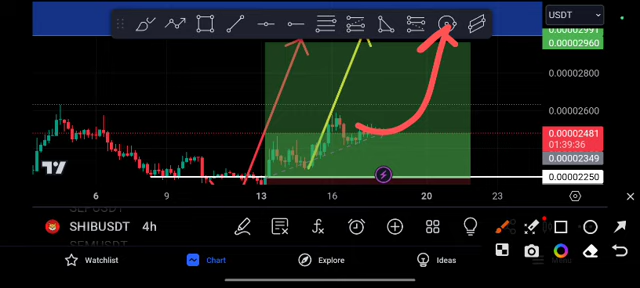 USDT
0.00002991
0.00002960
0.00002800
0.00002600
0.00002481
01:39:36
0.00002349
0.00002250
6
9
13
16
20
23
SHIBUSDT 4h
SEMUSDT
Watchlist
Chart
Explore
Ideas